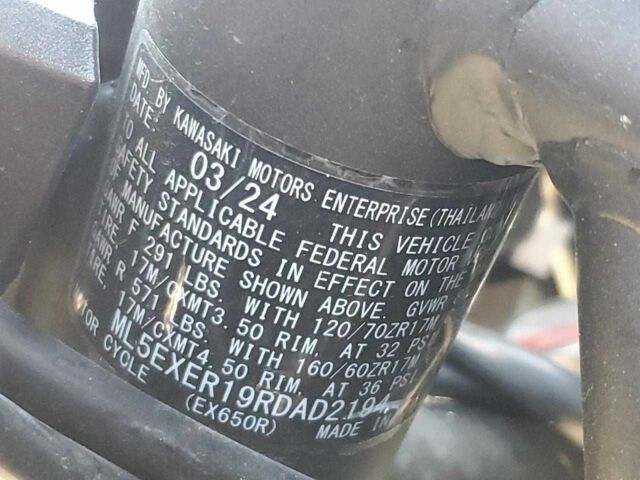 MFD. BY KAWASAKI MOTORS ENTERPRISE(THAILAND
DATE: 03/24 THIS VEHICLE
TO ALL APPLICABLE FEDERAL MOTOR
SAFETY STANDARDS IN EFFECT ON THE
OF MANUFACTURE SHOWN ABOVE. GVWR
GAWR F 291 LBS. WITH 120/70ZR17M
TIRE, 17M/CXMT3.50 RIM, AT 32 PSI
GAWR R 571 LBS. WITH 160/60ZR17M
TIRE, 17M/CXMT4.50 RIM, AT 36 PSI
ML5EXER19RDAD2194
MOTOR CYCLE (EX650R) MADE IN